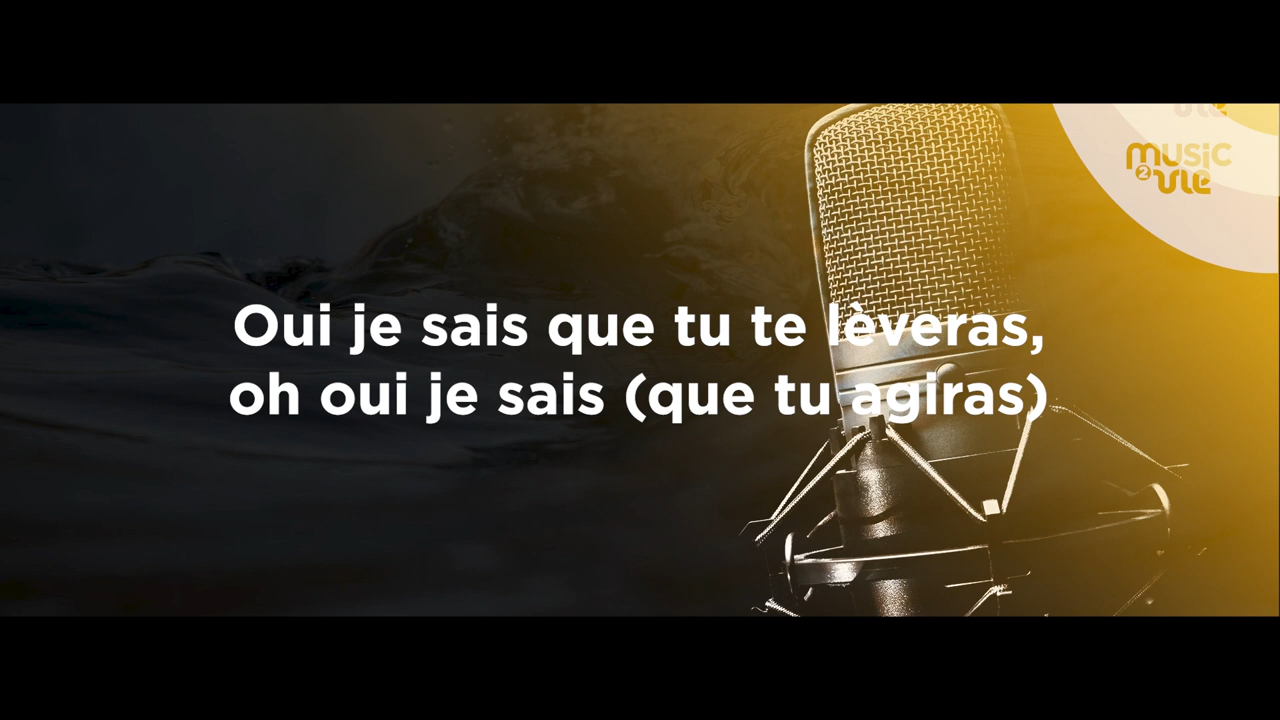 music
2 vie
Oui je sais que tu te lèveras,
oh oui je sais (que tu agiras)